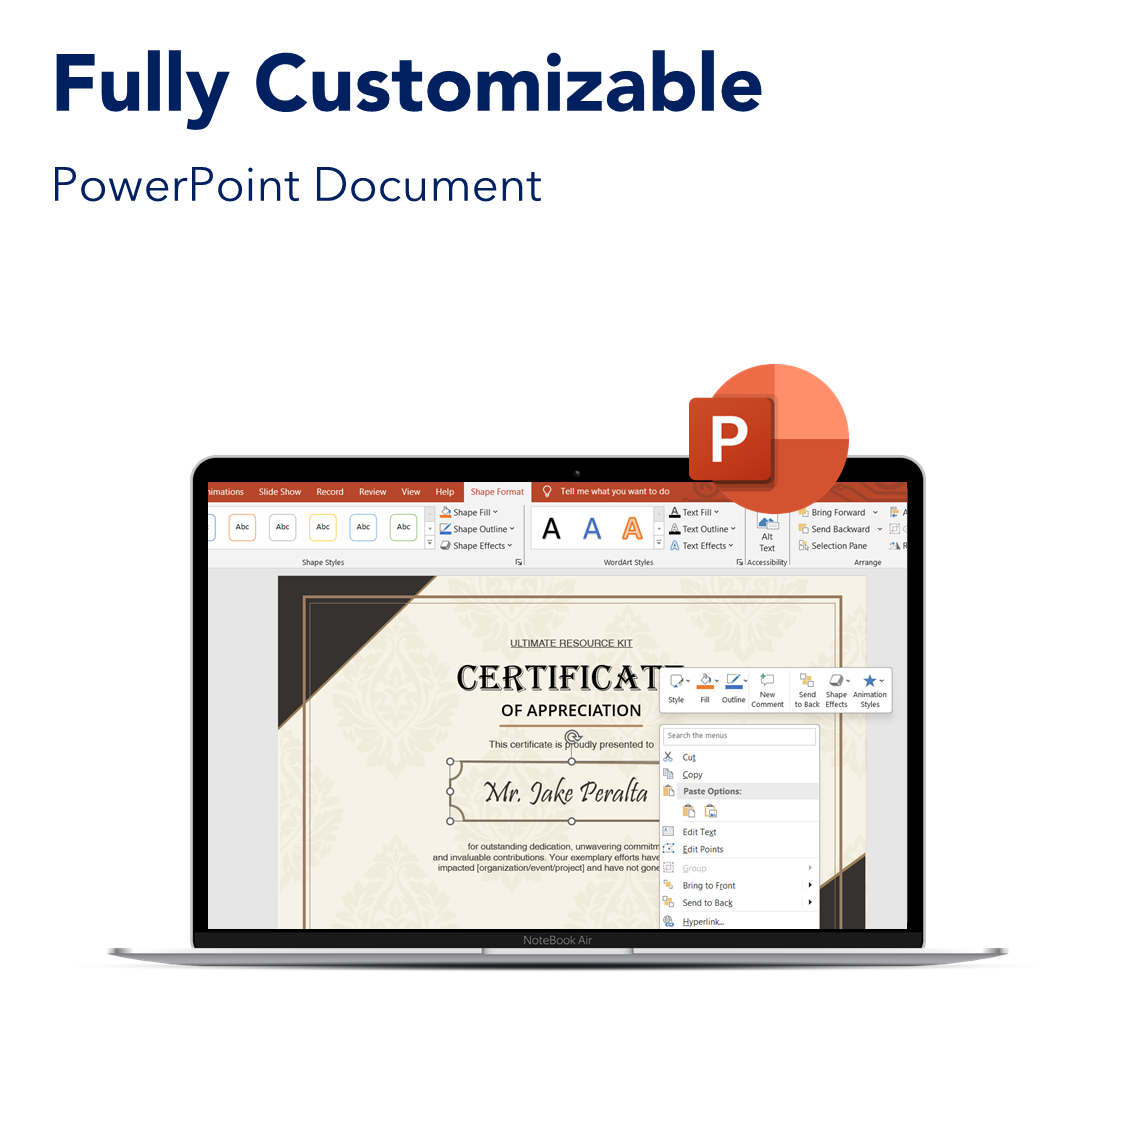 Fully Customizable
PowerPoint Document
P
nimations Slide Show Record Review View Help Shape Format Tell me what you want to do
Abc Abc Abc Abc Abc
Shape Fill
Shape Outline
Shape Effects
Shape Styles
A A A
Text Fill
Text Outline
Text Effects
WordArt Styles
Alt
Text
Accessibility
Bring Forward
Send Backward
Selection Pane
Arrange
ULTIMATE RESOURCE KIT
CERTIFICATE
OF APPRECIATION
This certificate is proudly presented to
Mr. Jake Peralta
for outstanding dedication, unwavering commitm
and invaluable contributions. Your exemplary efforts have
impacted [organization/event/project] and have not gone
Style Fill Outline New Comment Send to Back Shape Effects Animation Styles
Search the menus
Cut
Copy
Paste Options:
Edit Text
Edit Points
Group
Bring to Front
Send to Back
Hyperlink...
NoteBook Air